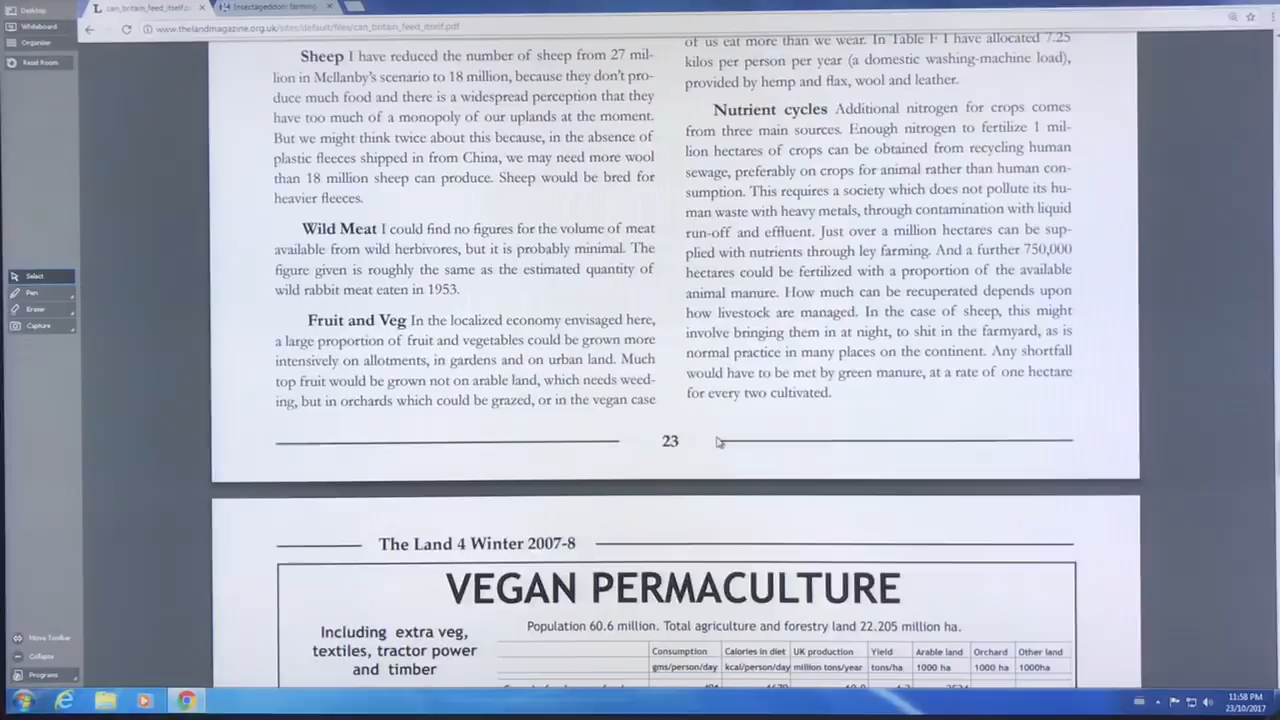 Desktop
Whiteboard
Organiser
Reset Room
Select
Pen
Eraser
Capture
Move Toolbar
Collapse
Programs
can_britain_feed_itself.p
Insectageddon: farming
www.thelandmagazine.org.uk/sites/default/files/can_britain_feed_itself.pdf
Sheep I have reduced the number of sheep from 27 mil-
lion in Mellanby's scenario to 18 million, because they don't pro-
duce much food and there is a widespread perception that they
have too much of a monopoly of our uplands at the moment.
But we might think twice about this because, in the absence of
plastic fleeces shipped in from China, we may need more wool
than 18 million sheep can produce. Sheep would be bred for
heavier fleeces.
Wild Meat I could find no figures for the volume of meat
available from wild herbivores, but it is probably minimal. The
figure given is roughly the same as the estimated quantity of
wild rabbit meat eaten in 1953.
Fruit and Veg In the localized economy envisaged here,
a large proportion of fruit and vegetables could be grown more
intensively on allotments, in gardens and on urban land. Much
top fruit would be grown not on arable land, which needs weed-
ing, but in orchards which could be grazed, or in the vegan case
of us eat more than we wear. In Table F I have allocated 7.25
kilos per person per year (a domestic washing-machine load),
provided by hemp and flax, wool and leather.
Nutrient cycles Additional nitrogen for crops comes
from three main sources. Enough nitrogen to fertilize 1 mil-
lion hectares of crops can be obtained from recycling human
sewage, preferably on crops for animal rather than human con-
sumption. This requires a society which does not pollute its hu-
man waste with heavy metals, through contamination with liquid
run-off and effluent. Just over a million hectares can be sup-
plied with nutrients through ley farming. And a further 750,000
hectares could be fertilized with a proportion of the available
animal manure. How much can be recuperated depends upon
how livestock are managed. In the case of sheep, this might
involve bringing them in at night, to shit in the farmyard, as is
normal practice in many places on the continent. Any shortfall
would have to be met by green manure, at a rate of one hectare
for every two cultivated.
23
The Land 4 Winter 2007-8
VEGAN PERMACULTURE
Population 60.6 million. Total agriculture and forestry land 22.205 million ha.
Including extra veg,
textiles, tractor power
and timber
Consumption Calories in diet UK production Yield Arable land Orchard Other land
gms/person/day kcal/person/day million tons/year tons/ha 1000 ha 1000 ha 1000ha
11:58 PM
23/10/2017